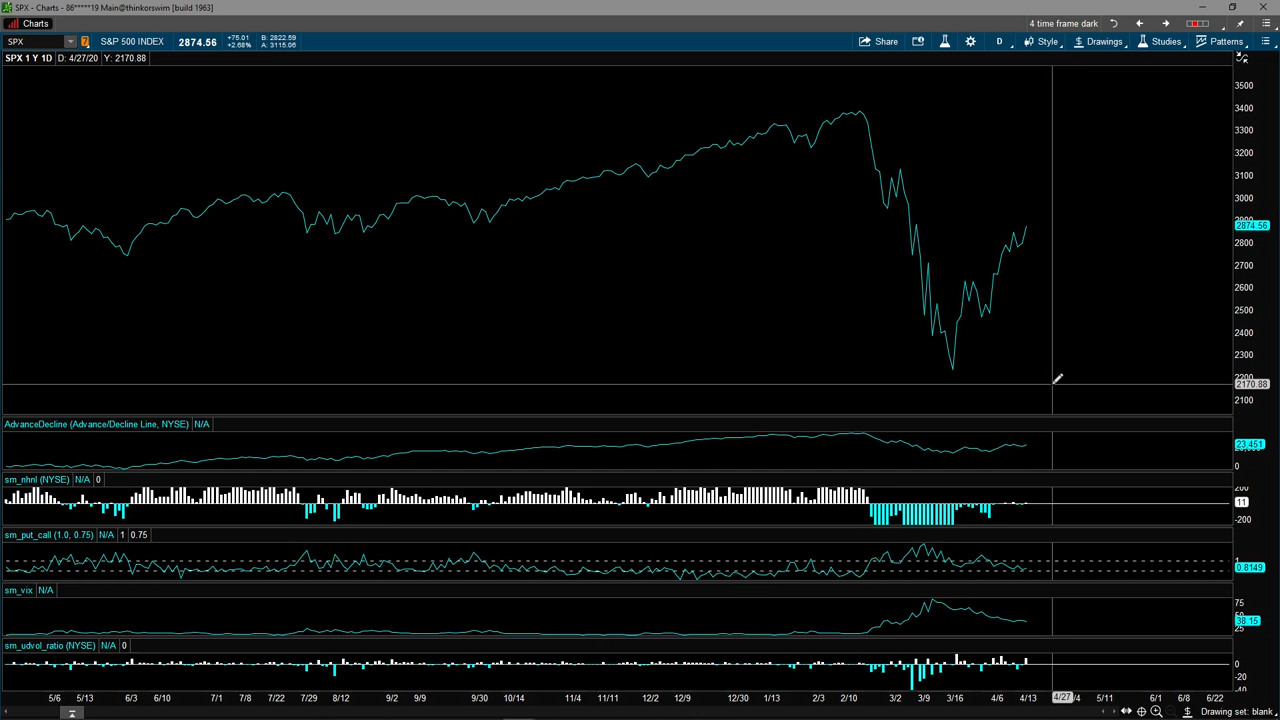 SPX - Charts - 86*****19 Main@thinkorswim [build 1963]
Charts
4 time frame dark
SPX
7
S&P 500 INDEX
2874.56
+75.01
+2.68%
B: 2822.59
A: 3115.06
Share
D
Style
Drawings
Studies
Patterns
SPX 1 Y 1D
D: 4/27/20
Y: 2170.88
3500
3400
3300
3200
3100
3000
2900
2874.56
2800
2700
2600
2500
2400
2300
2200
2170.88
2100
AdvanceDecline (Advance/Decline Line, NYSE)
N/A
23.451
0
sm_nhnl (NYSE)
N/A
0
200
11
-200
sm_put_call (1.0, 0.75)
N/A
1
0.75
1
0.8149
sm_vix
N/A
75
38.15
25
sm_udvol_ratio (NYSE)
N/A
0
0
-20
-40
5/6 5/13 6/3 6/10 7/1 7/8 7/22 7/29 8/12 9/2 9/9 9/30 10/14 11/4 11/11 12/2 12/9 12/30 1/13 2/3 2/10 3/2 3/9 3/16 4/6 4/13 4/27 /4 5/11 6/1 6/8 6/22
Drawing set: blank